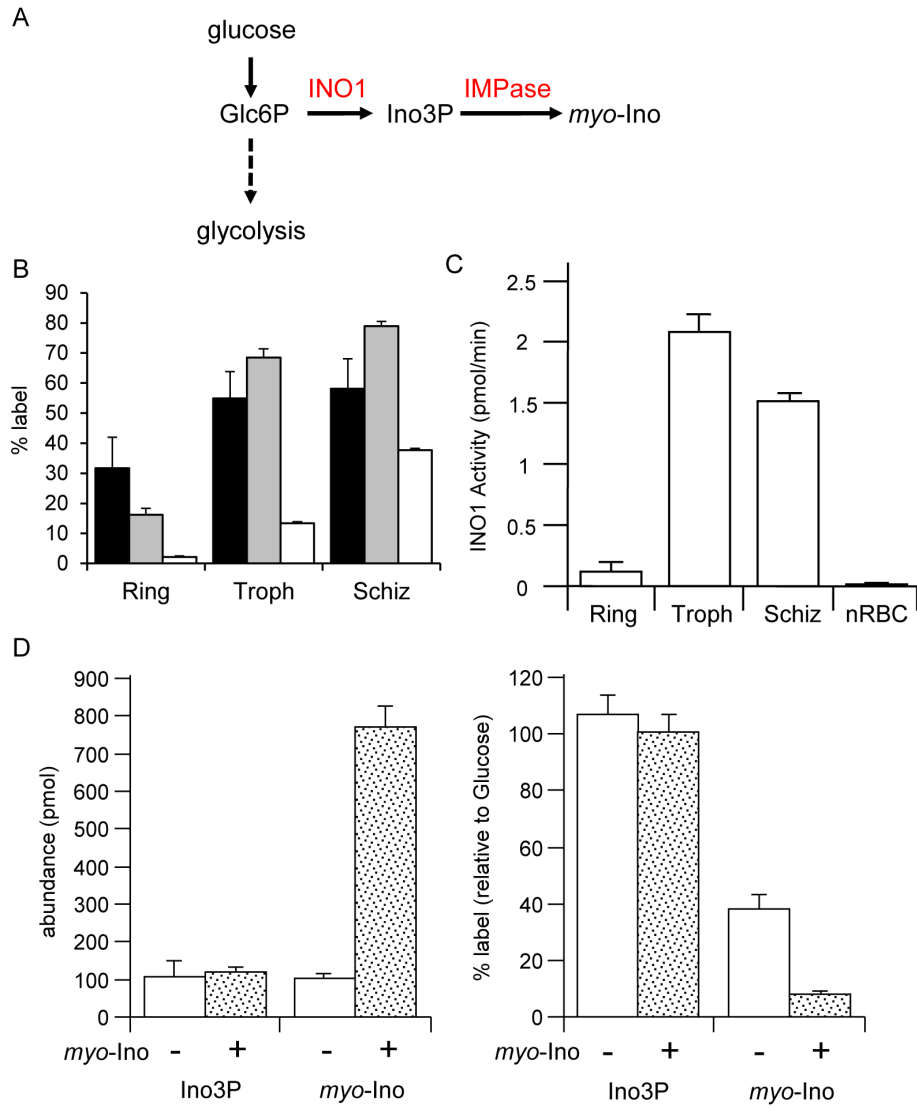 A
glucose
INO1
IMPase
Glc6P
Ino3P
myo-Ino
glycolysis
B
% label
90
80
70
60
50
40
30
20
10
0
Ring
Troph
Schiz
C
INO1 Activity (pmol/min)
2.5
2
1.5
1
0.5
0
Ring
Troph
Schiz
nRBC
D
abundance (pmol)
900
800
700
600
500
400
300
200
100
0
myo-Ino - + - +
Ino3P
myo-Ino
% label (relative to Glucose)
120
100
80
60
40
20
0
myo-Ino - + - +
Ino3P
myo-Ino